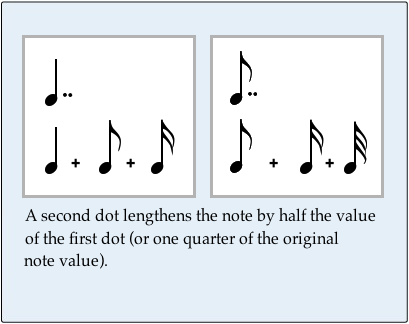 A second dot lengthens the note by half the value
of the first dot (or one quarter of the original
note value).